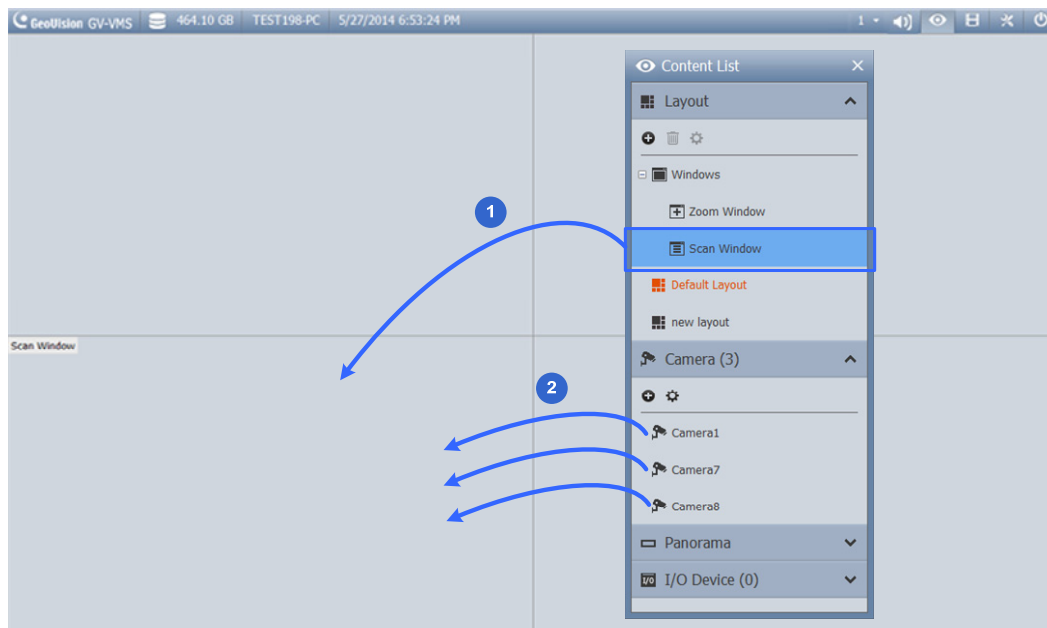 GeoVision GV-VMS 464.10 GB TEST198-PC 5/27/2014 6:53:24 PM 1
Content List
Layout
Windows
1
Zoom Window
Scan Window
Default Layout
new layout
Scan Window
Camera (3)
2
Camera1
Camera7
Camera8
Panorama
I/O I/O Device (0)